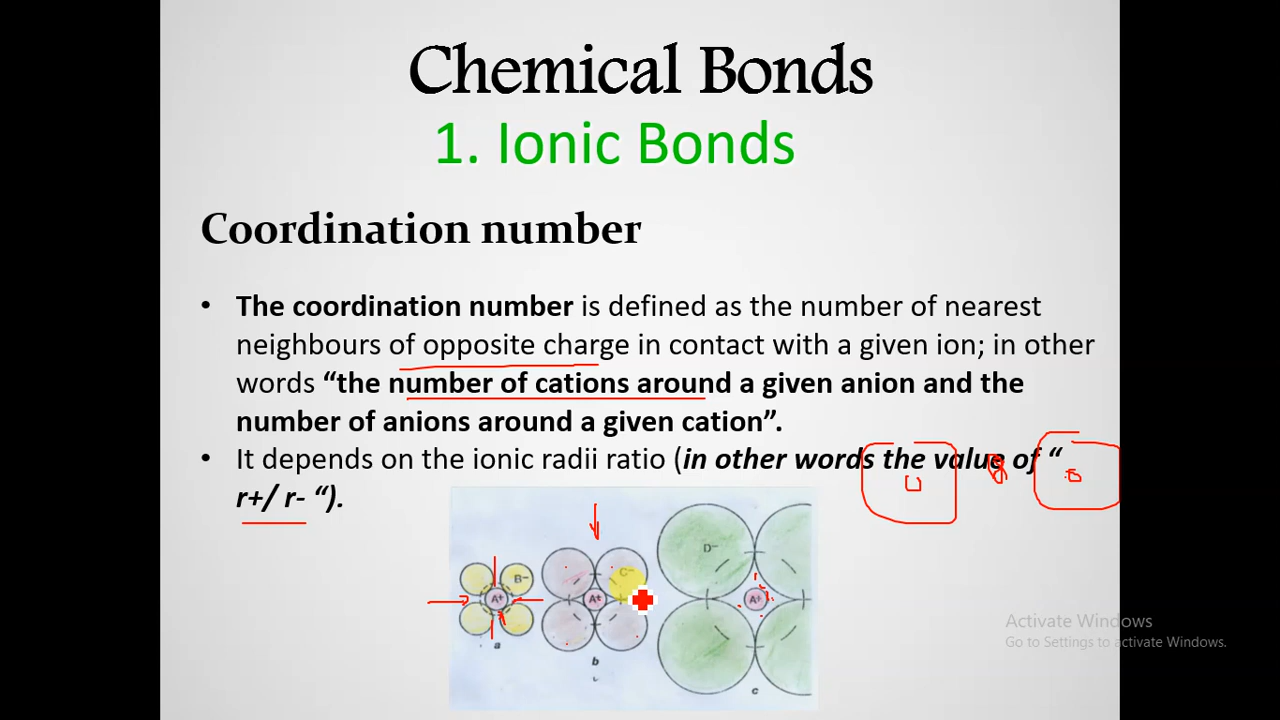 Chemical Bonds
1. Ionic Bonds
Coordination number
• The coordination number is defined as the number of nearest
neighbours of opposite charge in contact with a given ion; in other
words “the number of cations around a given anion and the
number of anions around a given cation”.
• It depends on the ionic radii ratio (in other words the value of “
r+/ r- “).
B-
A+
a
C-
A+
b
D-
A+
c
Activate Windows
Go to Settings to activate Windows.